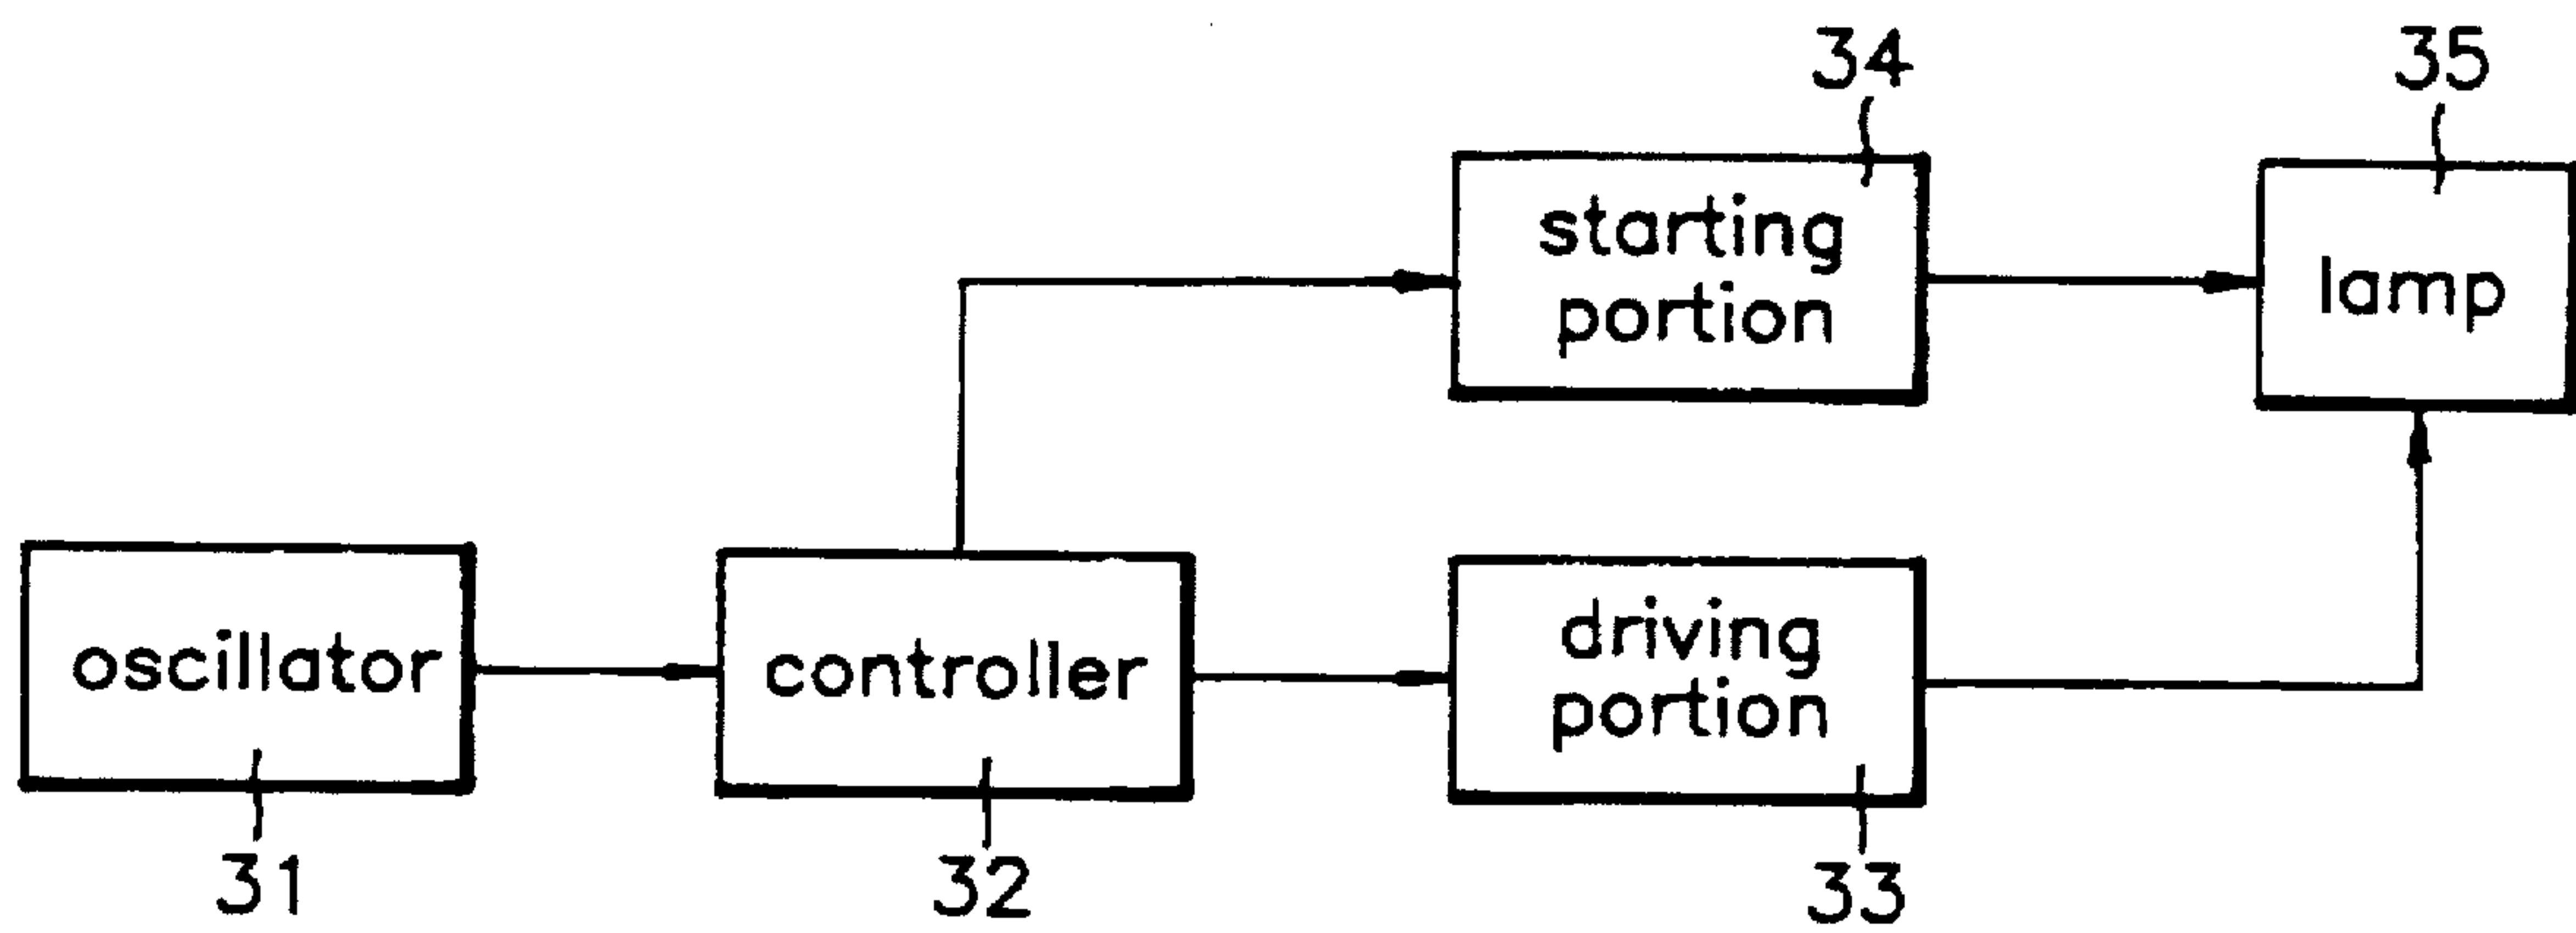 34
35
starting
portion
lamp
oscillator
controller
driving
portion
31
32
33